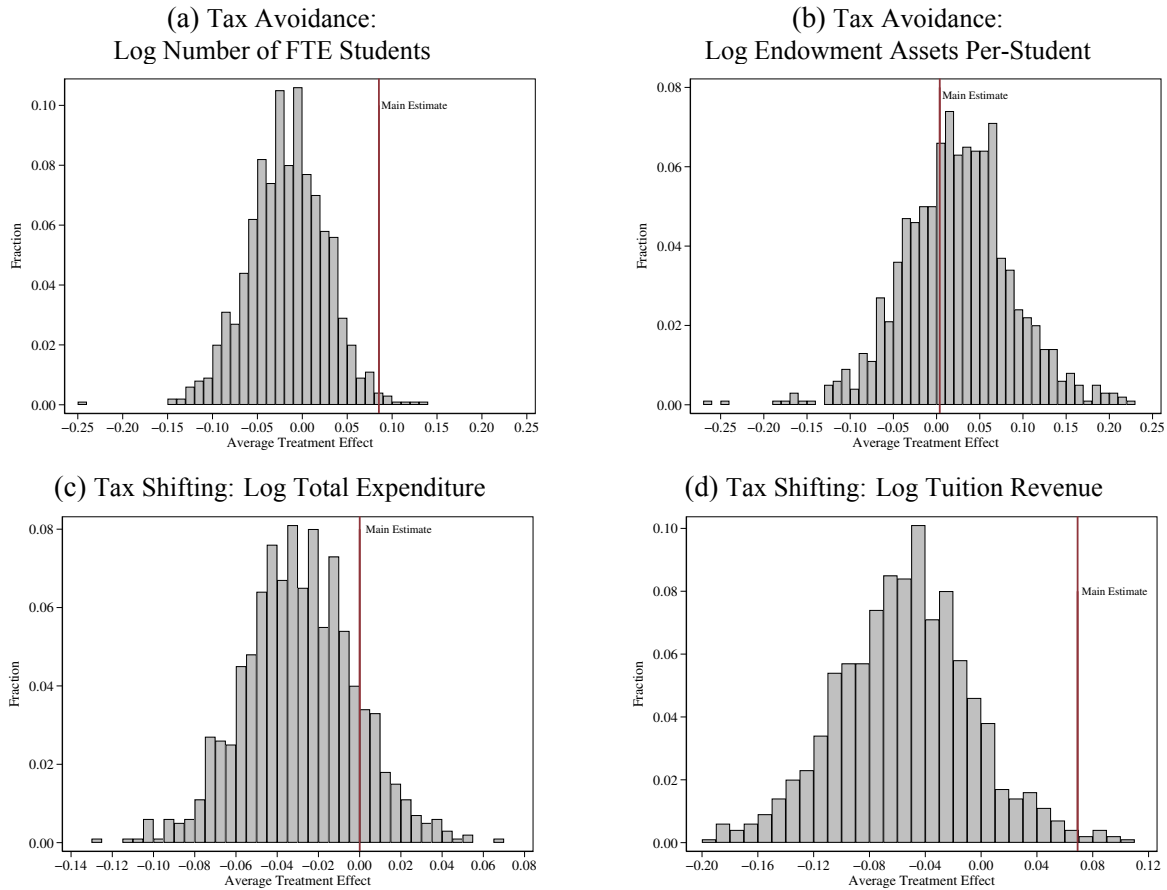 (a) Tax Avoidance:
Log Number of FTE Students
0.10
0.08
0.06
0.04
0.02
0.00
Fraction
Main Estimate
−0.25 −0.20 −0.15 −0.10 −0.05 0.00 0.05 0.10 0.15 0.20 0.25
Average Treatment Effect
(b) Tax Avoidance:
Log Endowment Assets Per-Student
0.08
0.06
0.04
0.02
0.00
Fraction
Main Estimate
−0.25 −0.20 −0.15 −0.10 −0.05 0.00 0.05 0.10 0.15 0.20 0.25
Average Treatment Effect
(c) Tax Shifting: Log Total Expenditure
0.08
0.06
0.04
0.02
0.00
Fraction
Main Estimate
−0.14 −0.12 −0.10 −0.08 −0.06 −0.04 −0.02 −0.00 0.02 0.04 0.06 0.08
Average Treatment Effect
(d) Tax Shifting: Log Tuition Revenue
0.10
0.08
0.06
0.04
0.02
0.00
Fraction
Main Estimate
−0.20 −0.16 −0.12 −0.08 −0.04 0.00 0.04 0.08 0.12
Average Treatment Effect